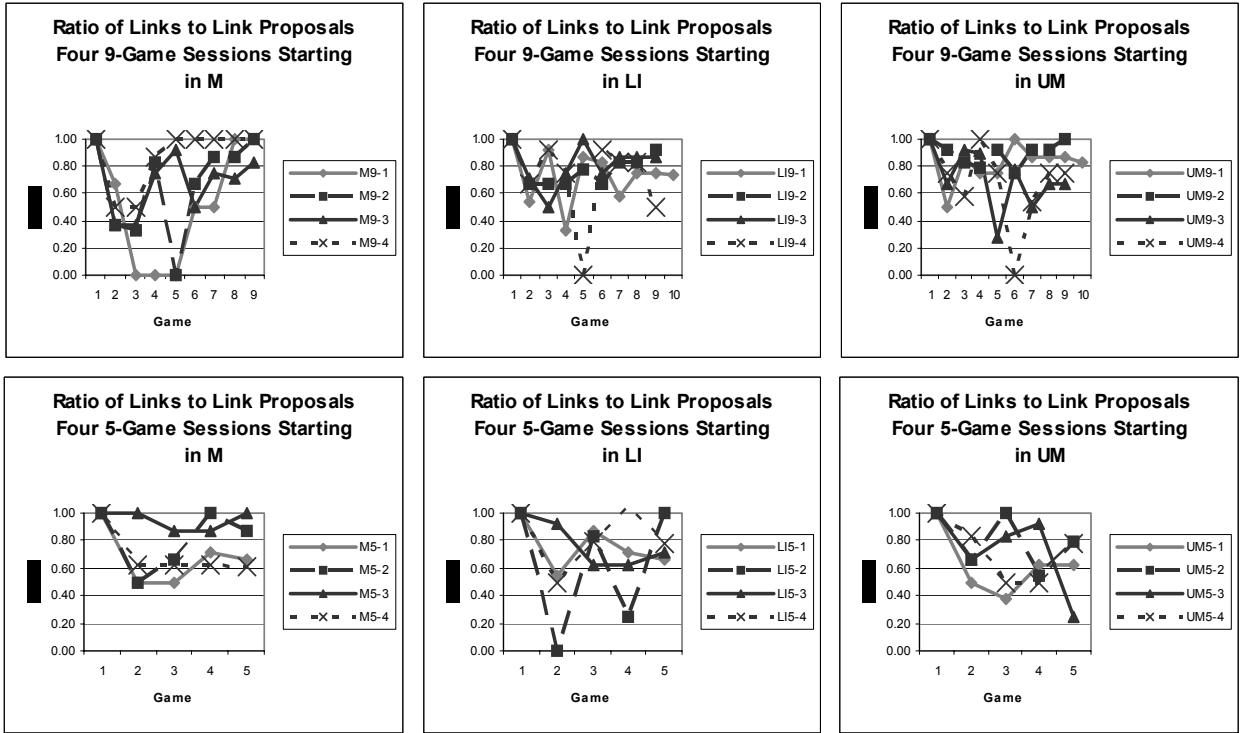 Ratio of Links to Link Proposals
Four 9-Game Sessions Starting
in M
1.00
0.80
0.60
0.40
0.20
0.00
1 2 3 4 5 6 7 8 9
Game
M9-1
M9-2
M9-3
M9-4
Ratio of Links to Link Proposals
Four 9-Game Sessions Starting
in LI
1.00
0.80
0.60
0.40
0.20
0.00
1 2 3 4 5 6 7 8 9 10
Game
LI9-1
LI9-2
LI9-3
LI9-4
Ratio of Links to Link Proposals
Four 9-Game Sessions Starting
in UM
1.00
0.80
0.60
0.40
0.20
0.00
1 2 3 4 5 6 7 8 9 10
Game
UM9-1
UM9-2
UM9-3
UM9-4
Ratio of Links to Link Proposals
Four 5-Game Sessions Starting
in M
1.00
0.80
0.60
0.40
0.20
0.00
1 2 3 4 5
Game
M5-1
M5-2
M5-3
M5-4
Ratio of Links to Link Proposals
Four 5-Game Sessions Starting
in LI
1.00
0.80
0.60
0.40
0.20
0.00
1 2 3 4 5
Game
LI5-1
LI5-2
LI5-3
LI5-4
Ratio of Links to Link Proposals
Four 5-Game Sessions Starting
in UM
1.00
0.80
0.60
0.40
0.20
0.00
1 2 3 4 5
Game
UM5-1
UM5-2
UM5-3
UM5-4